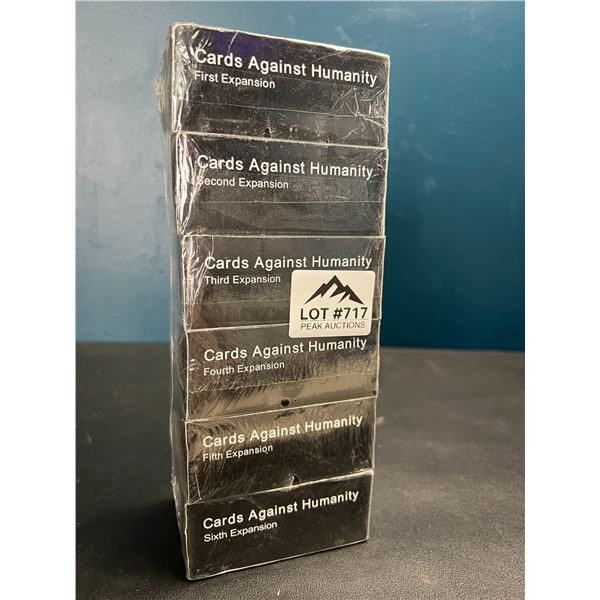 Cards Against Humanity
First Expansion
Cards Against Humanity
Second Expansion
Cards Against Humanity
Third Expansion
LOT #717
PEAK AUCTIONS
Cards Against Humanity
Fourth Expansion
Cards Against Humanity
Fifth Expansion
Cards Against Humanity
Sixth Expansion